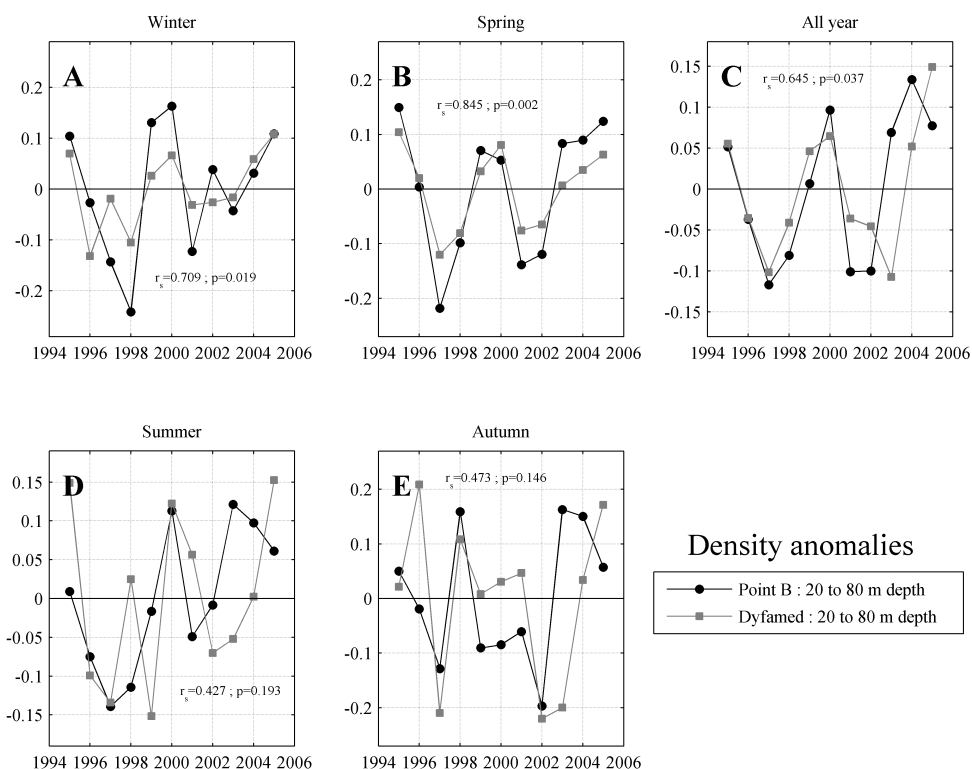 Winter
Spring
All year
A
B
C
0.2
0.1
0
-0.1
-0.2
r_s=0.709 ; p=0.019
1994 1996 1998 2000 2002 2004 2006
0.2
0.1
0
-0.1
-0.2
r_s=0.845 ; p=0.002
1994 1996 1998 2000 2002 2004 2006
0.15
0.1
0.05
0
-0.05
-0.1
-0.15
r_s=0.645 ; p=0.037
1994 1996 1998 2000 2002 2004 2006
Summer
D
0.15
0.1
0.05
0
-0.05
-0.1
-0.15
r_s=0.427 ; p=0.193
1994 1996 1998 2000 2002 2004 2006
Autumn
E
0.2
0.1
0
-0.1
-0.2
r_s=0.473 ; p=0.146
1994 1996 1998 2000 2002 2004 2006
Density anomalies
Point B : 20 to 80 m depth
Dyfamed : 20 to 80 m depth